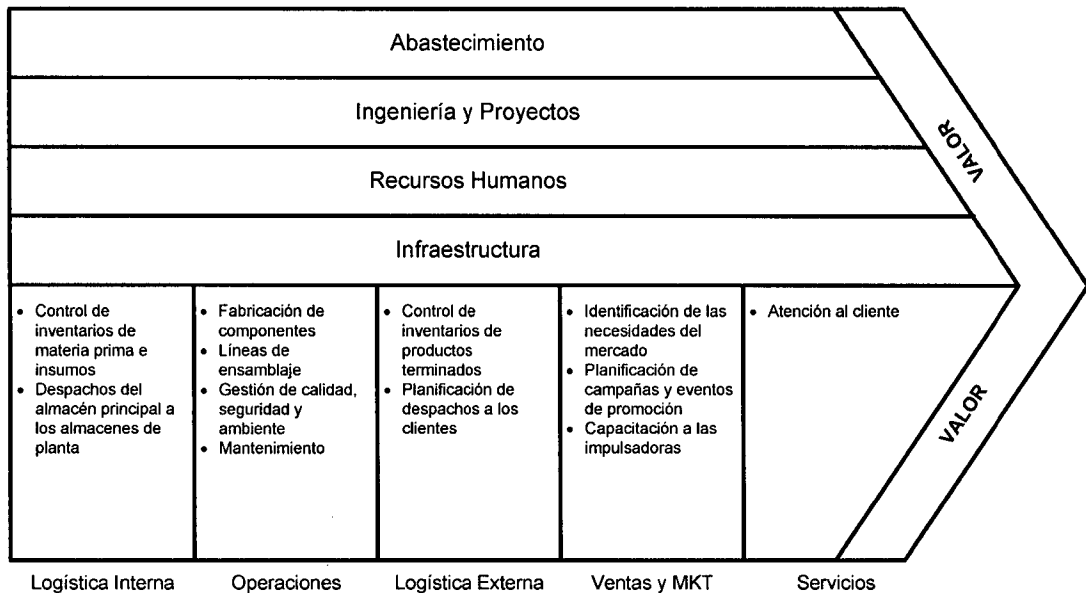 Abastecimiento
Ingeniería y Proyectos
Recursos Humanos
Infraestructura
VALOR
VALOR
• Control de
inventarios de
materia prima e
insumos
• Despachos del
almacén principal a
los almacenes de
planta
• Fabricación de
componentes
• Líneas de
ensamblaje
• Gestión de calidad,
seguridad y
ambiente
• Mantenimiento
• Control de
inventarios de
productos
terminados
• Planificación de
despachos a los
clientes
• Identificación de las
necesidades del
mercado
• Planificación de
campañas y eventos
de promoción
• Capacitación a las
impulsadoras
• Atención al cliente
Logística Interna
Operaciones
Logística Externa
Ventas y MKT
Servicios